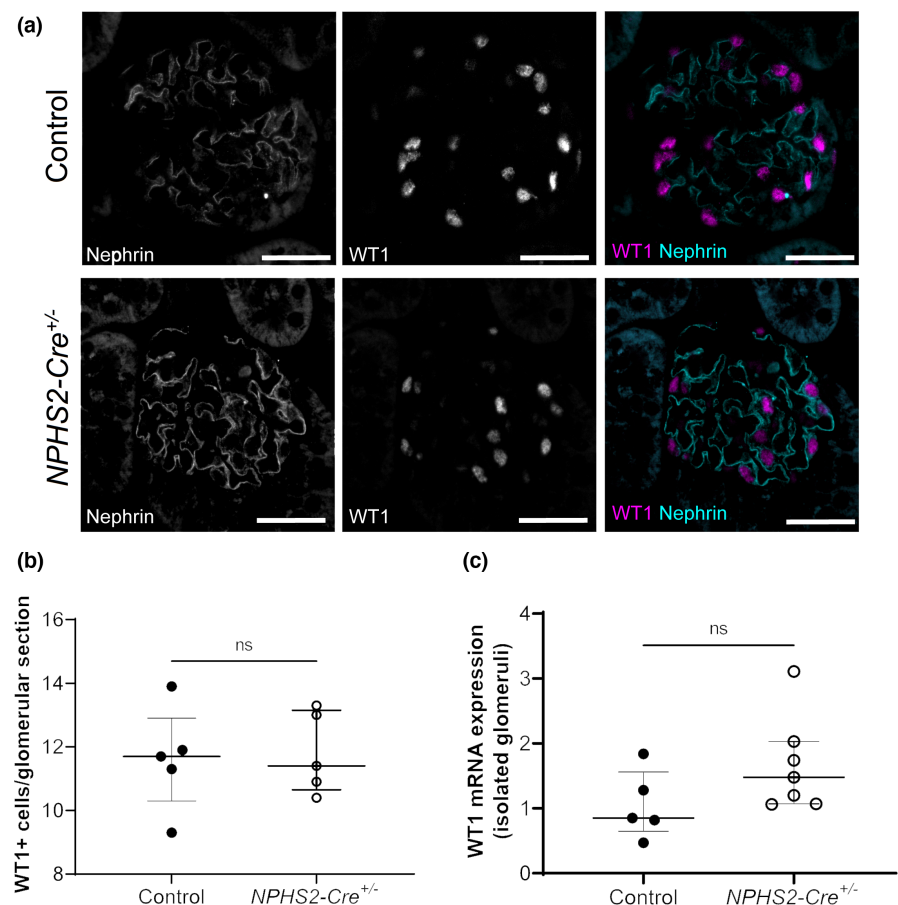 (a)
Control
Nephrin
WT1
WT1 Nephrin
NPHS2-Cre+/-
Nephrin
WT1
WT1 Nephrin
(b)
WT1+ cells/glomerular section
16
14
12
10
8
ns
Control
NPHS2-Cre+/-
(c)
WT1 mRNA expression
(isolated glomeruli)
4
3
2
1
0
ns
Control
NPHS2-Cre+/-